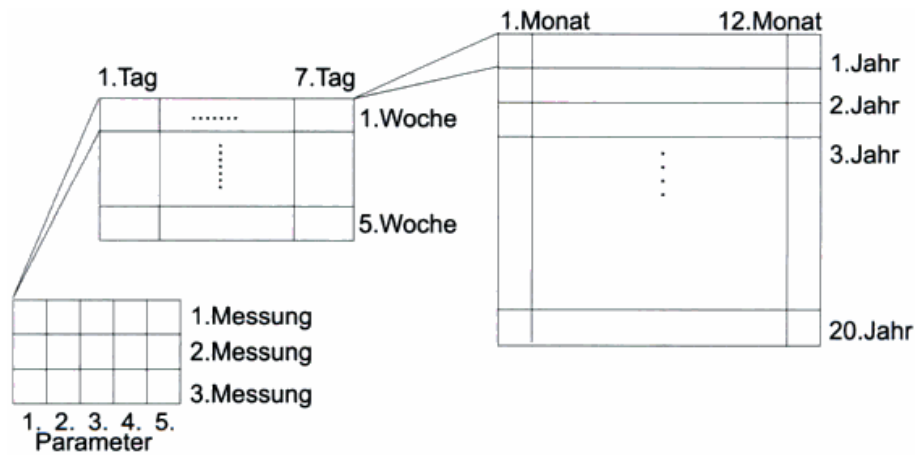 1.Monat 12.Monat
1.Jahr
2.Jahr
3.Jahr
20.Jahr
1.Tag 7.Tag
1.Woche
5.Woche
1.Messung
2.Messung
3.Messung
1. 2. 3. 4. 5.
Parameter